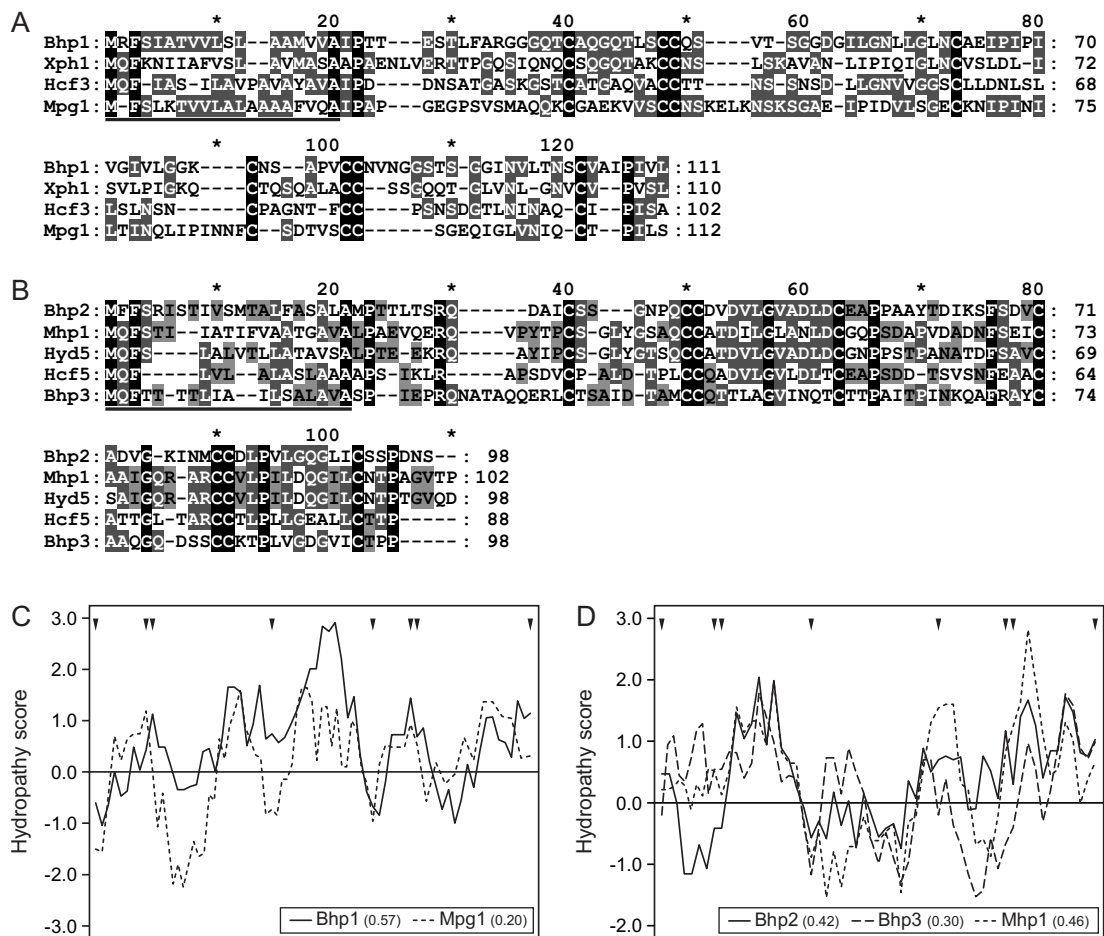 A
* 20 * 40 * 60 * 80
Bhp1: MRFSIATVVLSL--AAMVVAIPTT---ESTLFARGGGQTCAQGQTLSCCQS----VT-SGGDGILGNLLGLNCAEIPIPI : 70
Xph1: MQFKNIIAFVSL--AVMASAAPAENLVERTTPGQSIQNQCSQGQTAKCCNS----LSKAVAN-LIPIQIGLNCVSLDL-I : 72
Hcf3: MQF-IAS-ILAVPAVAYAVAIPD----DNSATGASKGSTCATGAQVACCTT----NS-SNSD-LLGNVVGGSCLLDNLSL : 68
Mpg1: M-FSLKTVVLALAAAAFVQAIPAP---GEGPSVSMAQQKCGAEKVVSCCNSKELKNSKSGAE-IPIDVLSGECKNIPINI : 75
* 100 * 120
Bhp1: VGIVLGGK----CNS--APVCCNVNGGSTS-GGINVLTNSCVAIPIVL : 111
Xph1: SVLPIGKQ----CTQSQALACC--SSGQQT-GLVNL-GNVCV--PVSL : 110
Hcf3: LSLNSN------CPAGNT-FCC----PSNSDGTLNINAQ-CI--PISA : 102
Mpg1: LTINQLIPINNFC--SDTVSCC------SGEQIGLVNIQ-CT--PILS : 112
B
* 20 * 40 * 60 * 80
Bhp2: MFFSRISTIVSMTALFASALAMPTTLTSRQ----DAICSS--GNPQCCDVDVLGVADLDCEAPPAAYTDIKSFSDVC : 71
Mhp1: MQFSTI--IATIFVAATGAVALPAEVQERQ----VPYTPCS-GLYGSAQCCATDILGLANLDCGQPSDAPVDADNFSEIC : 73
Hyd5: MQFS----LALVTLLATAVSALPTE-EKRQ----AYIPCS-GLYGTSQCCATDVLGVADLDCGNPPSTPANATDFSAVC : 69
Hcf5: MQF-----LVL--ALASLAAAAPS-IKLR----APSDVCP-ALD-TPLCCQADVLGVLDLTCEAPSDD-TSVSNFEAAC : 64
Bhp3: MQFTT-TTLIA--ILSALAVASP--IEPRQNATAQQERLCTSAID-TAMCCQTTLAGVINQTCTTPAITPINKQAFRAYC : 74
* 100 *
Bhp2: ADVG-KINMCCDLPVLGQGLICSSPDNS-- : 98
Mhp1: AAIGQR-ARCCVLPILDQGILCNTPAGVTP : 102
Hyd5: SAIGQR-ARCCVLPILDQGILCNTPTGVQD : 98
Hcf5: ATTGLT-ARCCTLPLLGEALLCTTP----- : 88
Bhp3: AAQGQ-DSSCCKTPLVGDGVICTPP----- : 98
C
Hydropathy score
3.0
2.0
1.0
0.0
-1.0
-2.0
-3.0
Bhp1 (0.57) Mpg1 (0.20)
D
Hydropathy score
3.0
2.0
1.0
0.0
-1.0
-2.0
Bhp2 (0.42) Bhp3 (0.30) Mhp1 (0.46)